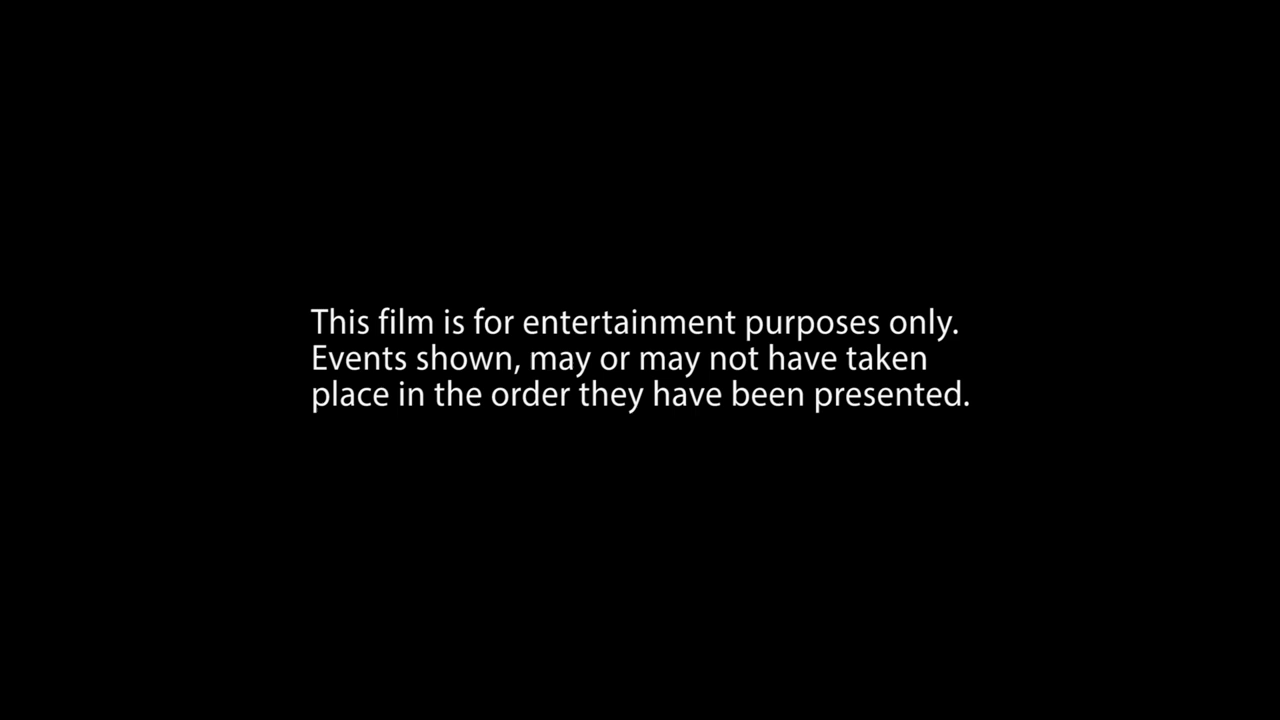 This film is for entertainment purposes only.
Events shown, may or may not have taken
place in the order they have been presented.